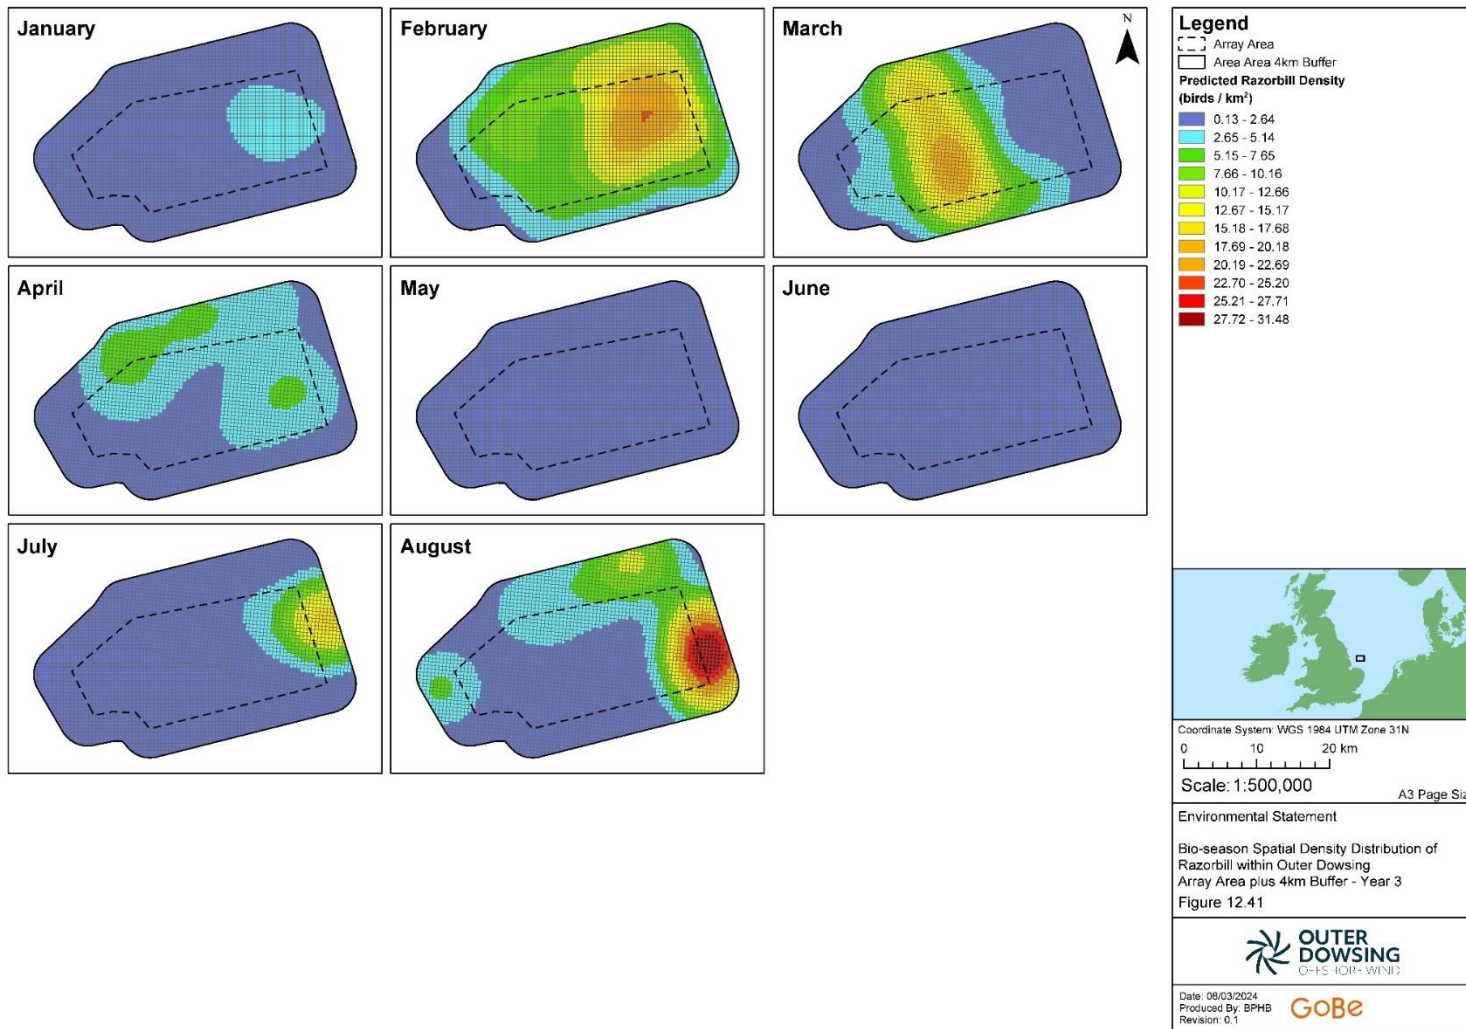 January
February
March
N
April
May
June
July
August
Legend
Array Area
Area Area 4km Buffer
Predicted Razorbill Density
(birds / km²)
0.13 - 2.64
2.65 - 5.14
5.15 - 7.65
7.66 - 10.16
10.17 - 12.66
12.67 - 15.17
15.18 - 17.68
17.69 - 20.18
20.19 - 22.69
22.70 - 25.20
25.21 - 27.71
27.72 - 31.48
Coordinate System: WGS 1984 UTM Zone 31N
0 10 20 km
Scale: 1:500,000
A3 Page Siz
Environmental Statement
Bio-season Spatial Density Distribution of
Razorbill within Outer Dowsing
Array Area plus 4km Buffer - Year 3
Figure 12.41
OUTER
DOWSING
OFFSHORE WIND
Date: 08/03/2024
Produced By: BPHB
Revision: 0.1
GoBe